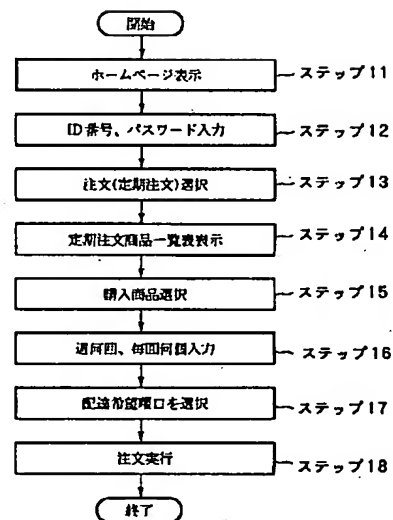 開始
ホームページ表示 ステップ11
ID番号、パスワード入力 ステップ12
注文(定期注文)選択 ステップ13
定期注文商品一覧表表示 ステップ14
購入商品選択 ステップ15
週何回、毎回何個入力 ステップ16
配達希望曜日を選択 ステップ17
注文実行 ステップ18
終了